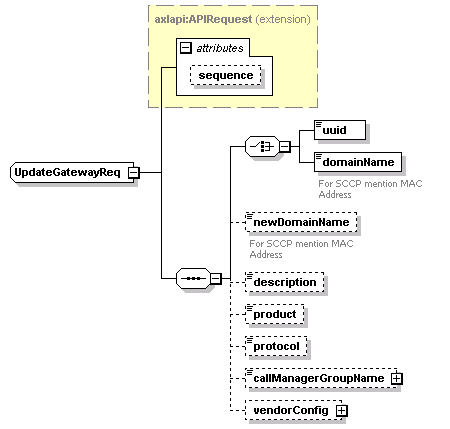 axlapi:APIRequest (extension)
attributes
sequence
uuid
domainName
For SCCP mention MAC
Address
UpdateGatewayReq
newDomainName
For SCCP mention MAC
Address
description
product
protocol
callManagerGroupName
vendorConfig